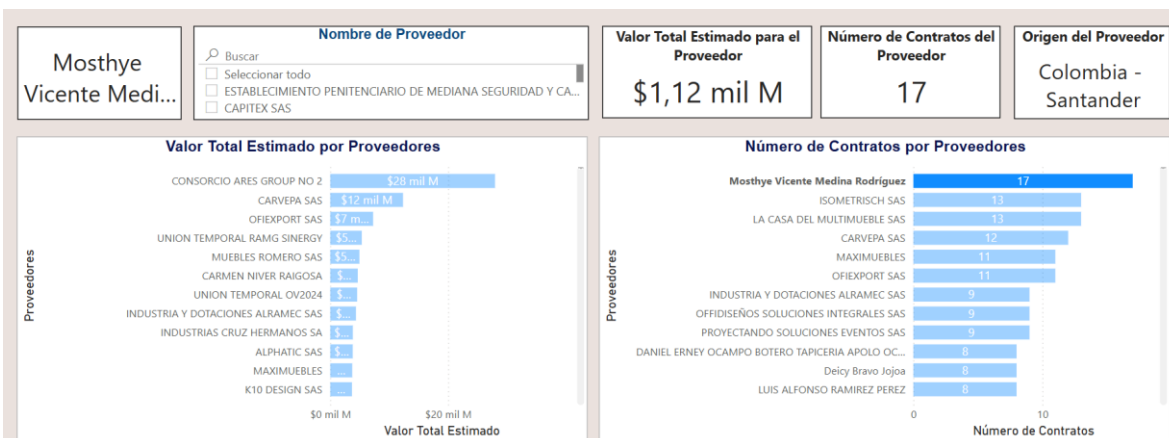 Mosthye
Vicente Medi...
Nombre de Proveedor
Buscar
Seleccionar todo
ESTABLECIMIENTO PENITENCIARIO DE MEDIANA SEGURIDAD Y CA...
CAPITEX SAS
Valor Total Estimado para el
Proveedor
$1,12 mil M
Número de Contratos del
Proveedor
17
Origen del Proveedor
Colombia -
Santander
Valor Total Estimado por Proveedores
Proveedores
CONSORCIO ARES GROUP NO 2 $28 mil M
CARVEPA SAS $12 mil M
OFIEXPORT SAS $7 m...
UNION TEMPORAL RAMG SINERGY $5...
MUEBLES ROMERO SAS $5...
CARMEN NIVER RAIGOSA $...
UNION TEMPORAL OV2024 $...
INDUSTRIA Y DOTACIONES ALRAMEC SAS $...
INDUSTRIAS CRUZ HERMANOS SA $...
ALPHATIC SAS $...
MAXIMUEBLES ...
K10 DESIGN SAS ...
$0 mil M $20 mil M
Valor Total Estimado
Número de Contratos por Proveedores
Proveedores
Mosthye Vicente Medina Rodríguez 17
ISOMETRISCH SAS 13
LA CASA DEL MULTIMUEBLE SAS 13
CARVEPA SAS 12
MAXIMUEBLES 11
OFIEXPORT SAS 11
INDUSTRIA Y DOTACIONES ALRAMEC SAS 9
OFFIDISEÑOS SOLUCIONES INTEGRALES SAS 9
PROYECTANDO SOLUCIONES EVENTOS SAS 9
DANIEL ERNEY OCAMPO BOTERO TAPICERIA APOLO OC... 8
Deicy Bravo Jojoa 8
LUIS ALFONSO RAMIREZ PEREZ 8
0 10
Número de Contratos